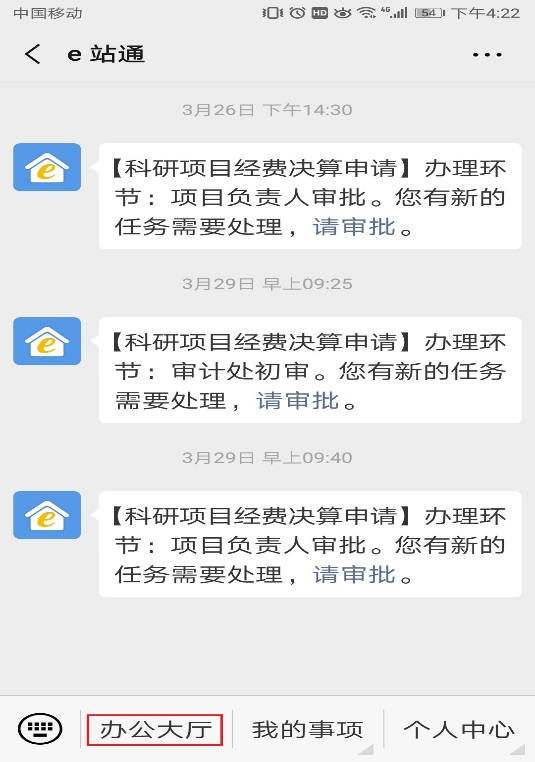 中国移动 HD 4G 54 下午4:22
e 站通
3月26日 下午14:30
e
【科研项目经费决算申请】办理环
节：项目负责人审批。您有新的
任务需要处理，请审批。
3月29日 早上09:25
e
【科研项目经费决算申请】办理环
节：审计处初审。您有新的任务
需要处理，请审批。
3月29日 早上09:40
e
【科研项目经费决算申请】办理环
节：项目负责人审批。您有新的
任务需要处理，请审批。
办公大厅 我的事项 个人中心